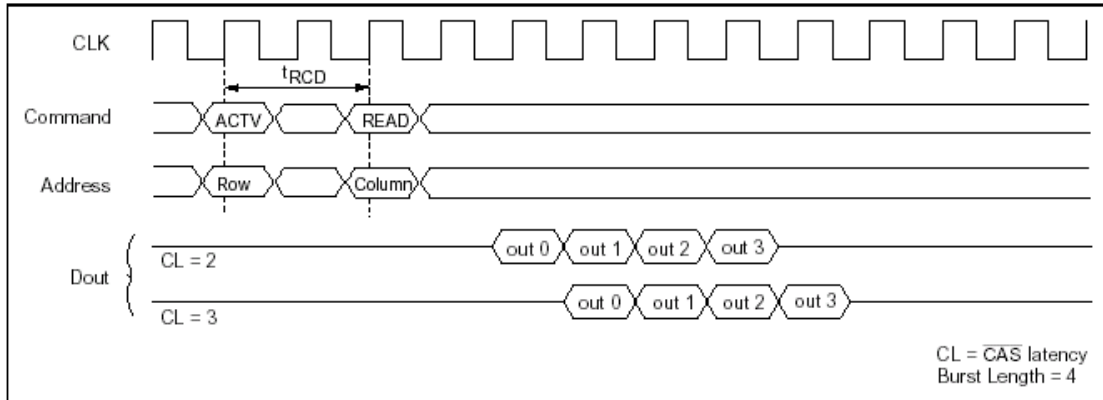 CLK
tRCD
Command ACTV READ
Address Row Column
out 0 out 1 out 2 out 3
CL = 2
Dout
out 0 out 1 out 2 out 3
CL = 3
CL = CAS latency
Burst Length = 4